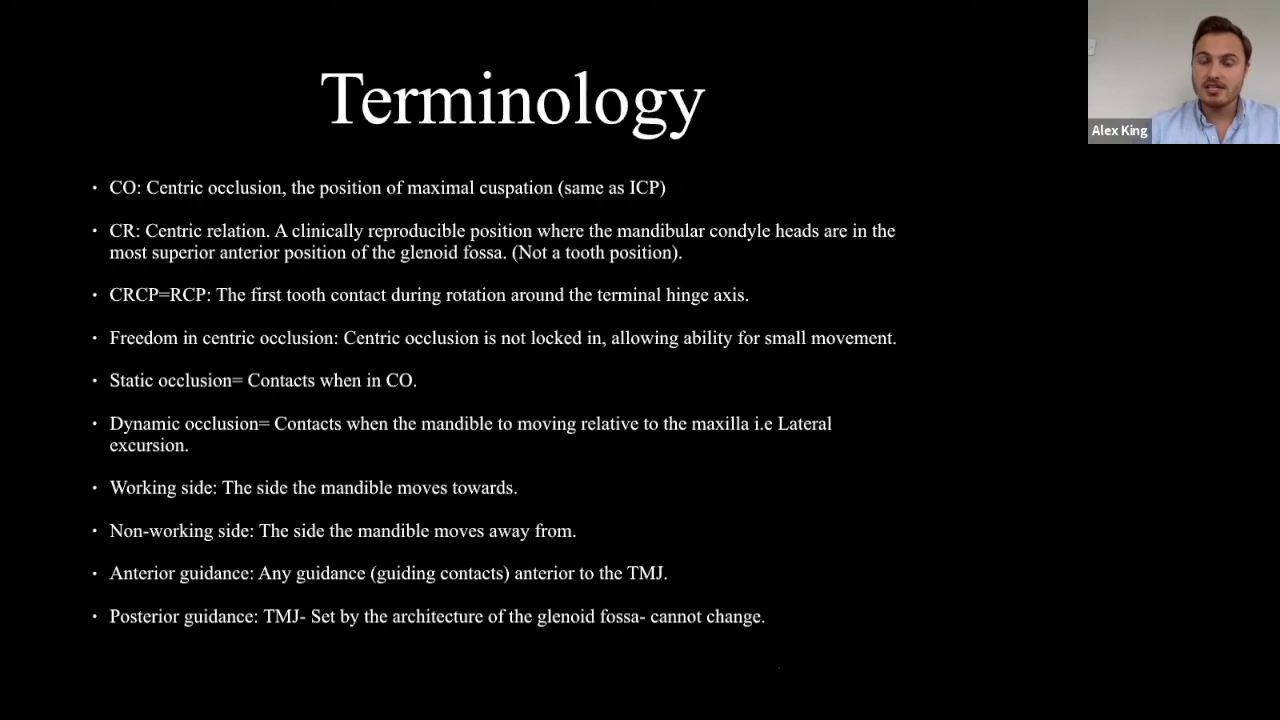 Terminology
Alex King
• CO: Centric occlusion, the position of maximal cuspation (same as ICP)
• CR: Centric relation. A clinically reproducible position where the mandibular condyle heads are in the
most superior anterior position of the glenoid fossa. (Not a tooth position).
• CRCP=RCP: The first tooth contact during rotation around the terminal hinge axis.
• Freedom in centric occlusion: Centric occlusion is not locked in, allowing ability for small movement.
• Static occlusion= Contacts when in CO.
• Dynamic occlusion= Contacts when the mandible to moving relative to the maxilla i.e Lateral
excursion.
• Working side: The side the mandible moves towards.
• Non-working side: The side the mandible moves away from.
• Anterior guidance: Any guidance (guiding contacts) anterior to the TMJ.
• Posterior guidance: TMJ- Set by the architecture of the glenoid fossa- cannot change.